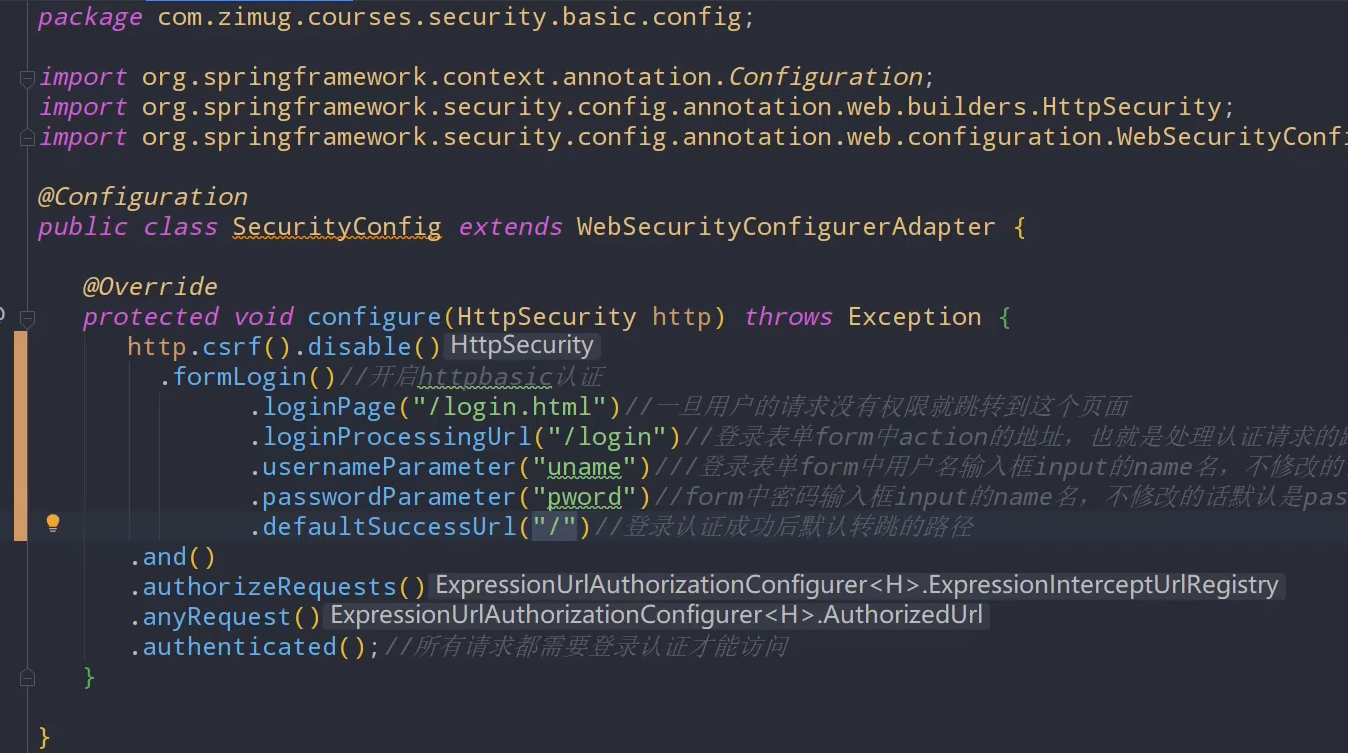 package com.zimug.courses.security.basic.config;
import org.springframework.context.annotation.Configuration;
import org.springframework.security.config.annotation.web.builders.HttpSecurity;
import org.springframework.security.config.annotation.web.configuration.WebSecurityConfi
@Configuration
public class SecurityConfig extends WebSecurityConfigurerAdapter {
@Override
protected void configure(HttpSecurity http) throws Exception {
http.csrf().disable() HttpSecurity
.formLogin()//开启httpbasic认证
.loginPage("/login.html")//一旦用户的请求没有权限就跳转到这个页面
.loginProcessingUrl("/login")//登录表单form中action的地址，也就是处理认证请求的
.usernameParameter("uname")///登录表单form中用户名输入框input的name名，不修改的
.passwordParameter("pword")//form中密码输入框input的name名，不修改的话默认是pas
.defaultSuccessUrl("/")//登录认证成功后默认转跳的路径
.and()
.authorizeRequests() ExpressionUrlAuthorizationConfigurer<H>.ExpressionInterceptUrlRegistry
.anyRequest() ExpressionUrlAuthorizationConfigurer<H>.AuthorizedUrl
.authenticated();//所有请求都需要登录认证才能访问
}
}